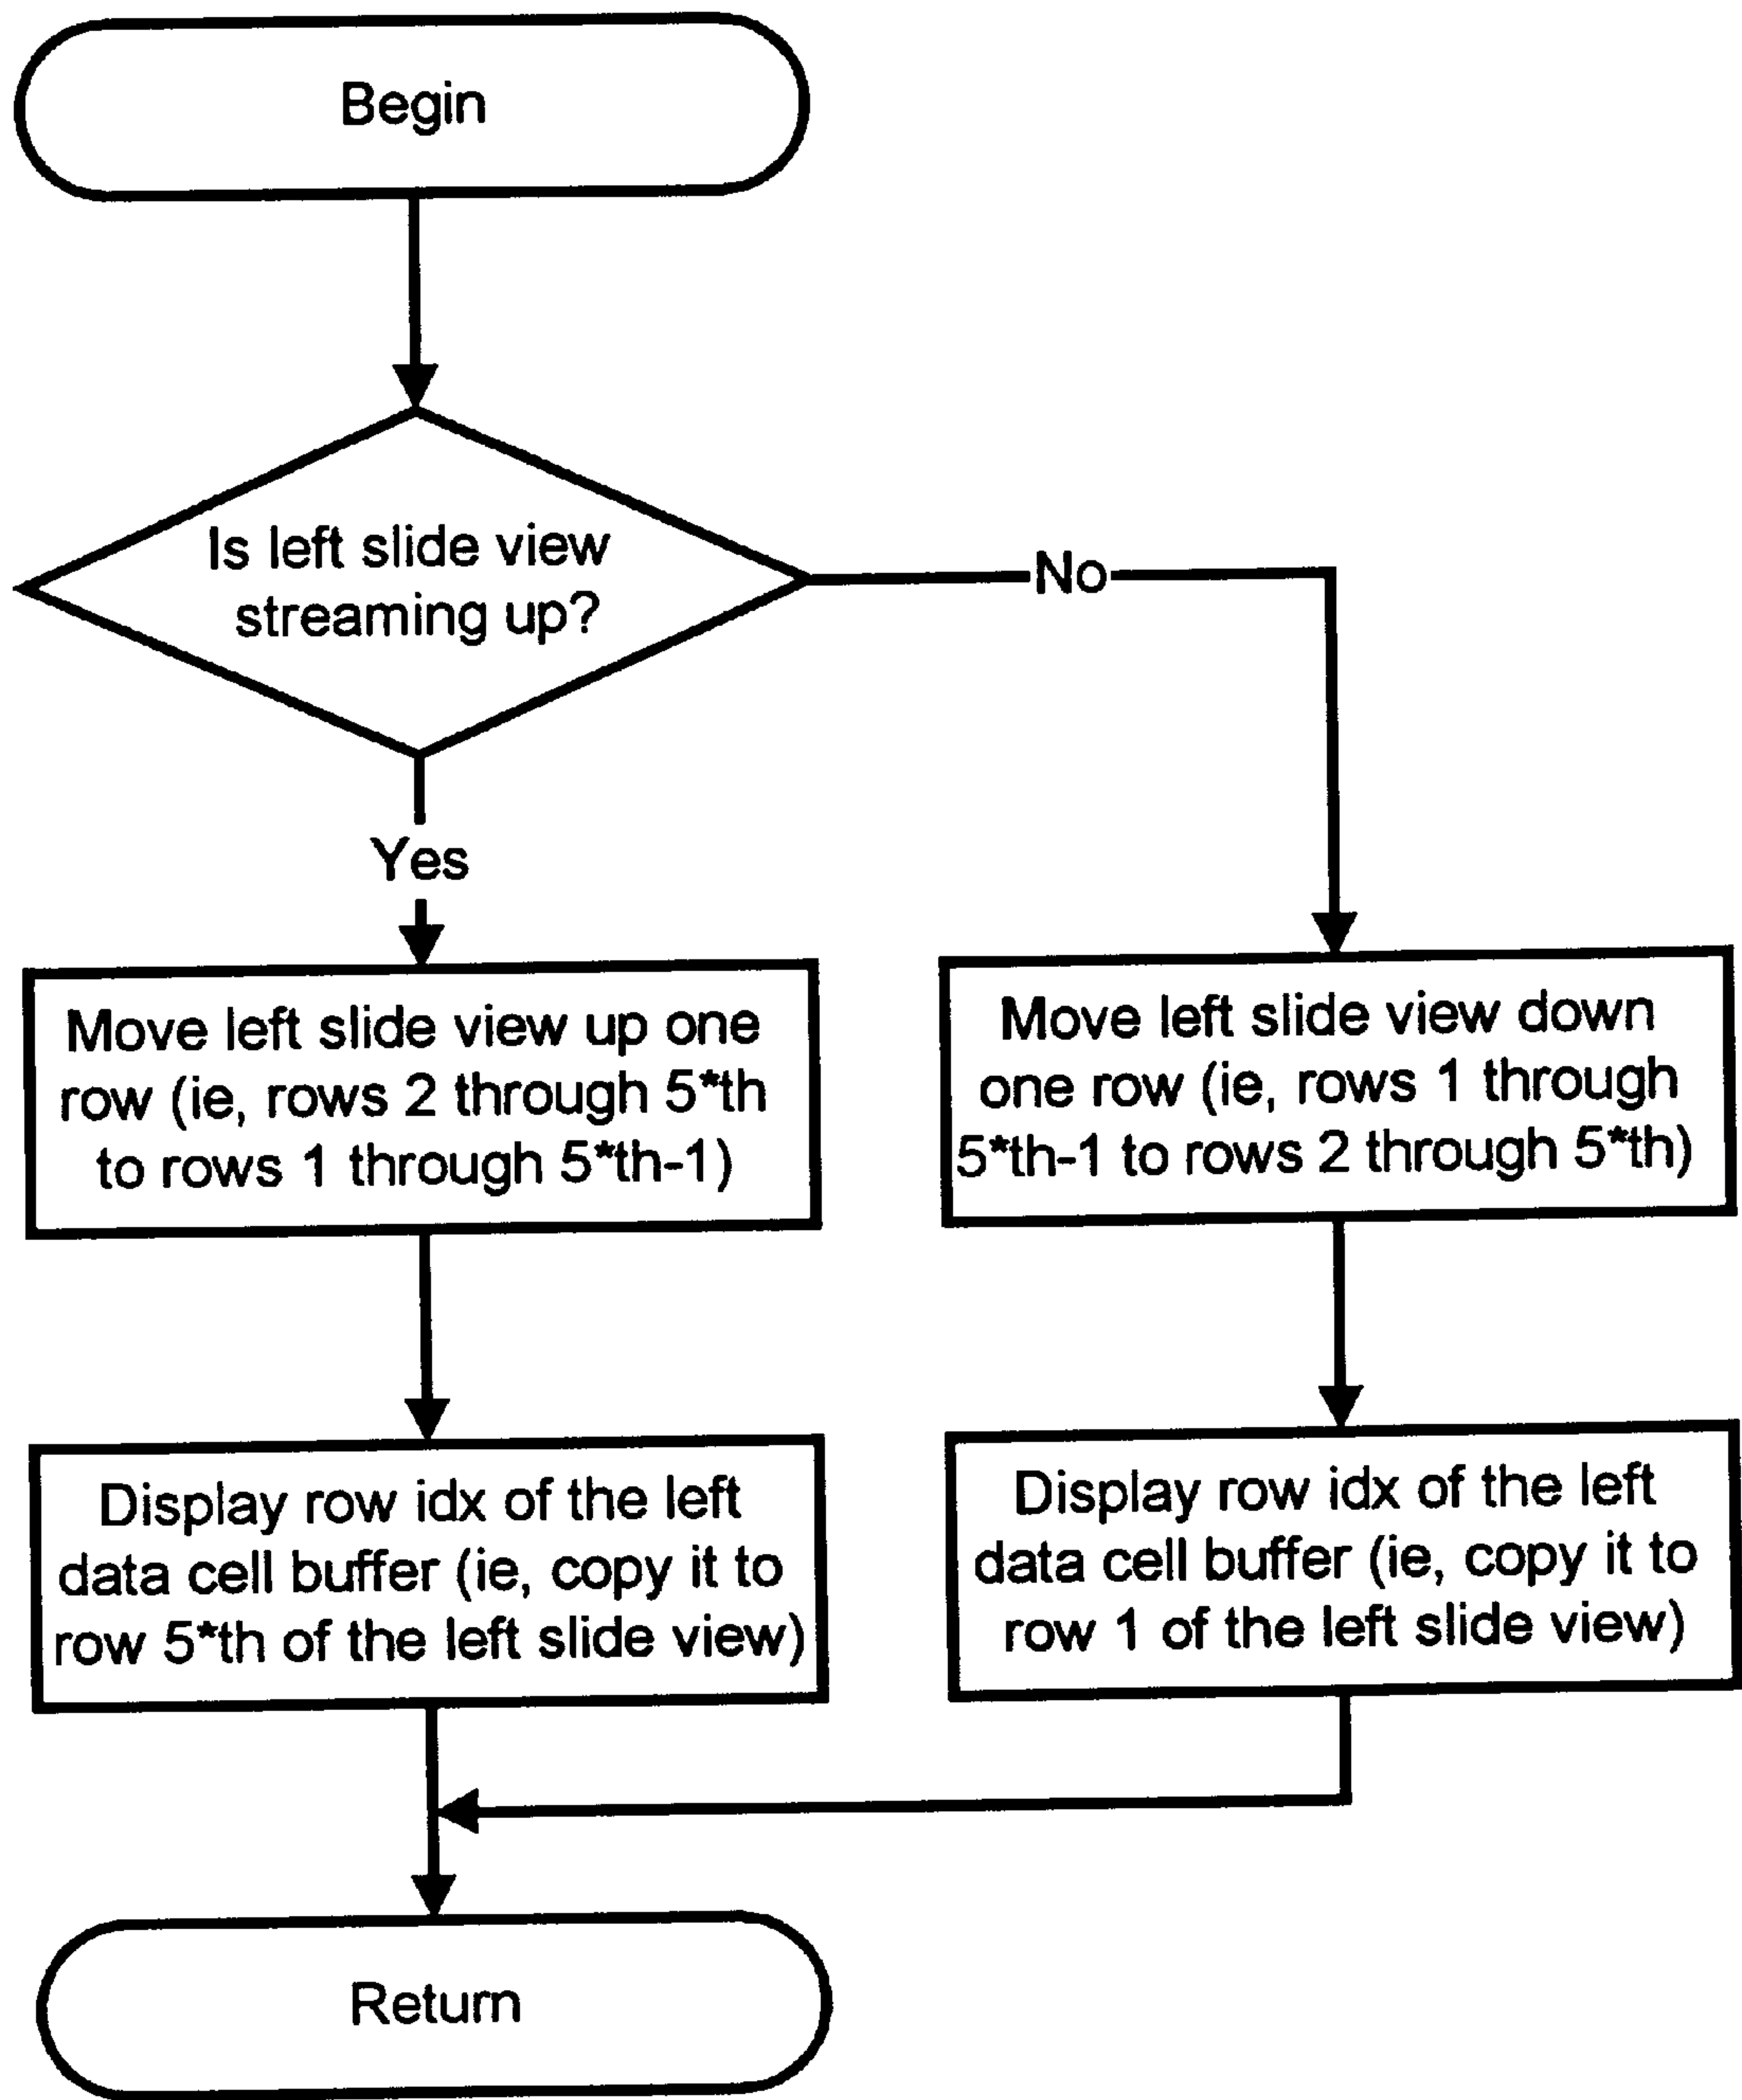 Begin
Is left slide view
streaming up?
No
Yes
Move left slide view up one
row (ie, rows 2 through 5*th
to rows 1 through 5*th-1)
Move left slide view down
one row (ie, rows 1 through
5*th-1 to rows 2 through 5*th)
Display row idx of the left
data cell buffer (ie, copy it to
row 5*th of the left slide view)
Display row idx of the left
data cell buffer (ie, copy it to
row 1 of the left slide view)
Return